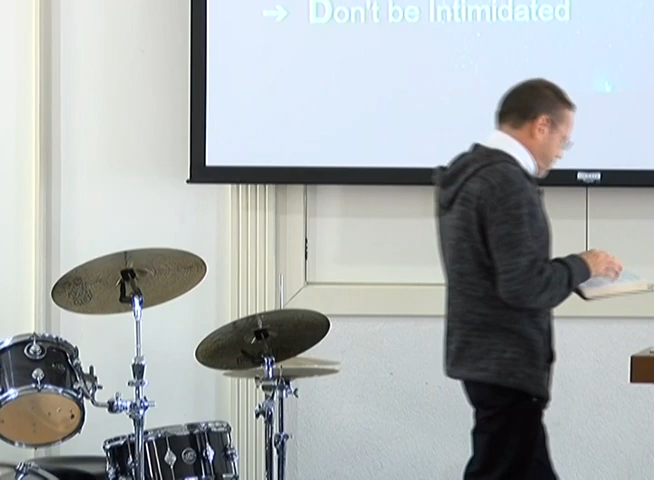 → Don't be Intimidated